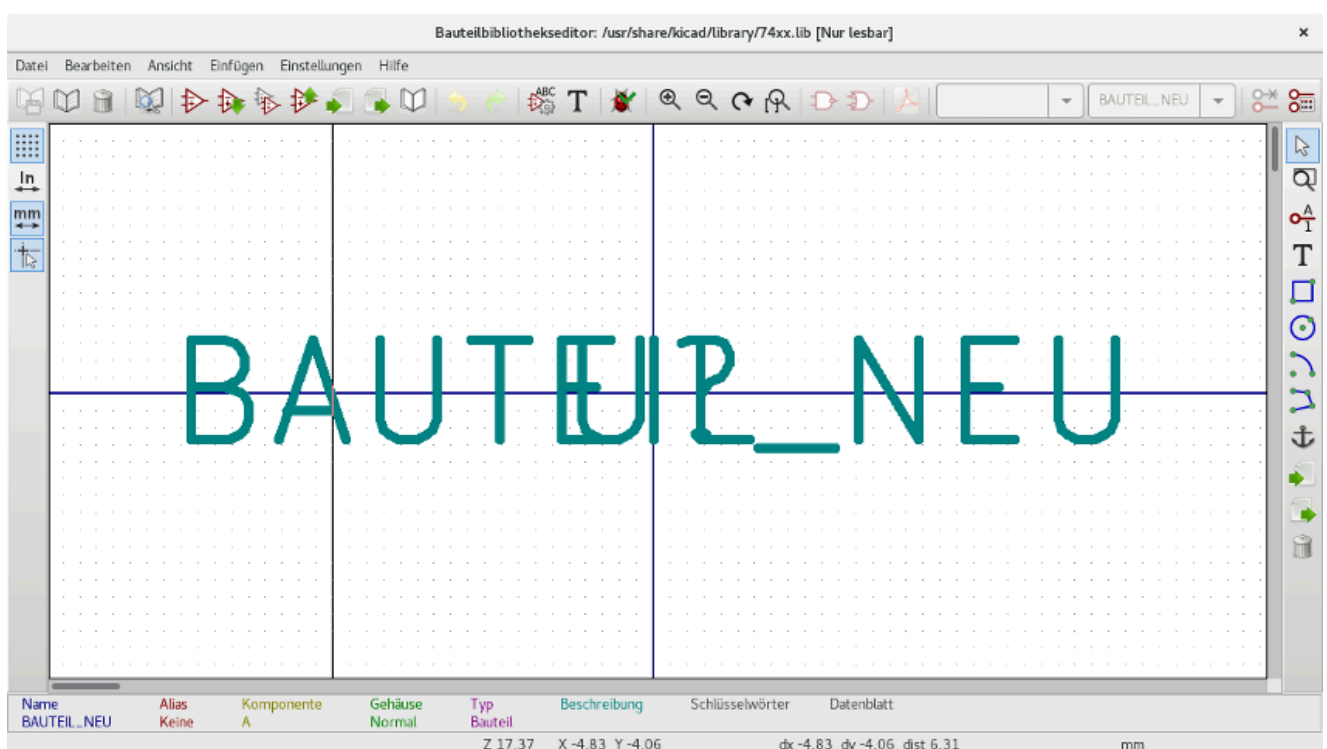 Bauteilbibliothekseditor: /usr/share/kicad/library/74xx.lib [Nur lesbar]
Datei Bearbeiten Ansicht Einfügen Einstellungen Hilfe
ABC
T
BAUTEIL_NEU
In
mm
A
1
T
BAUTEIL_NEU
U?
Name Alias Komponente Gehäuse Typ Beschreibung Schlüsselwörter Datenblatt
BAUTEIL_NEU Keine A Normal Bauteil
Z 17,37 X -4,83 Y -4,06 dx -4,83 dy -4,06 dist 6,31 mm